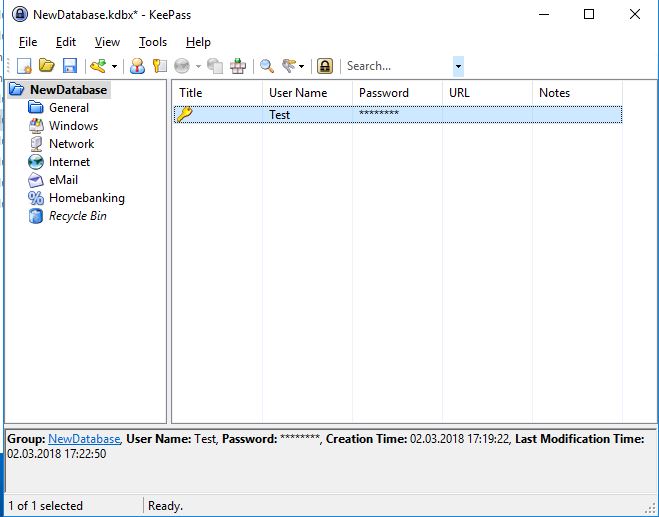 NewDatabase.kdbx* - KeePass
File Edit View Tools Help
Search...
NewDatabase
General
Windows
Network
Internet
eMail
Homebanking
Recycle Bin
Title User Name Password URL Notes
Test ********
Group: NewDatabase, User Name: Test, Password: ********, Creation Time: 02.03.2018 17:19:22, Last Modification Time:
02.03.2018 17:22:50
1 of 1 selected Ready.